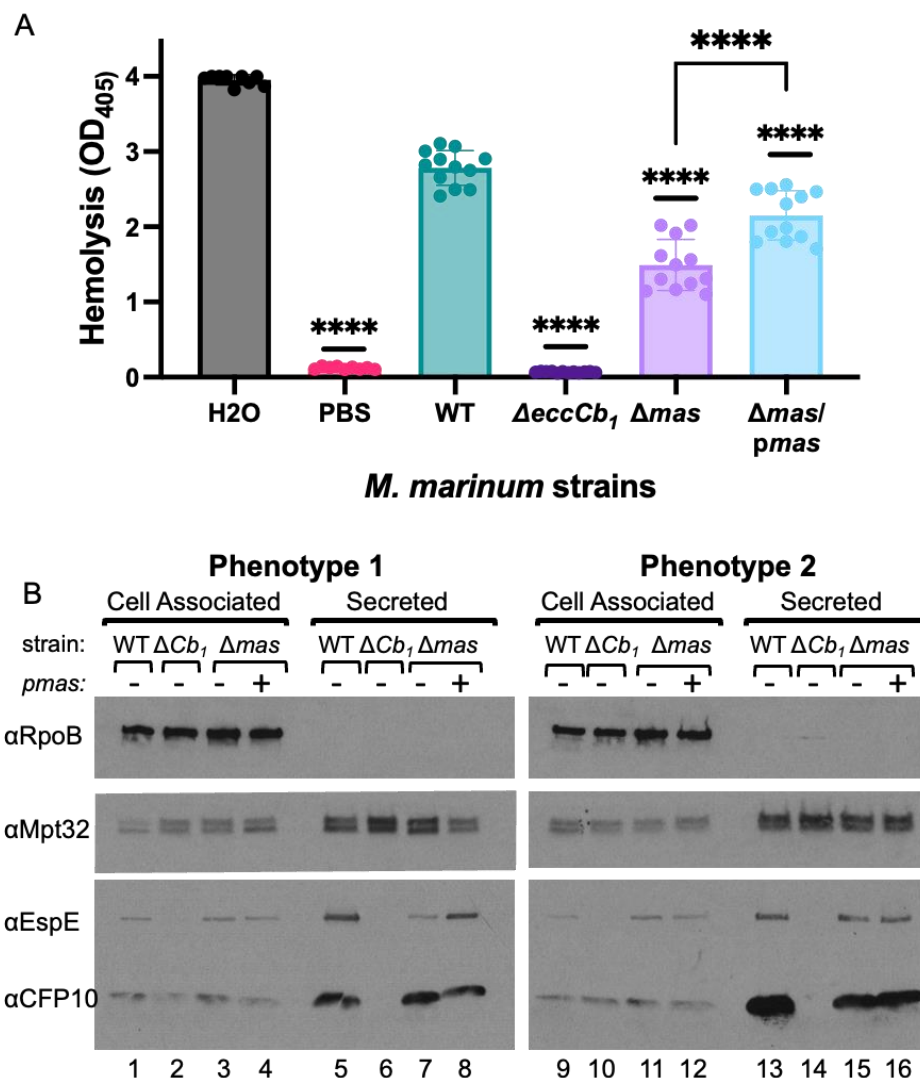 A
Hemolysis (OD405)
4
3
2
1
0
****
****
****
****
****
H2O PBS WT ΔeccCb1 Δmas Δmas/
pmas
M. marinum strains
Phenotype 1 Phenotype 2
B
Cell Associated Secreted Cell Associated Secreted
strain: WT ΔCb1 Δmas WT ΔCb1 Δmas WT ΔCb1 Δmas WT ΔCb1 Δmas
pmas: - - - + - - - + - - - + - - - +
αRpoB
αMpt32
αEspE
αCFP10
1 2 3 4 5 6 7 8 9 10 11 12 13 14 15 16